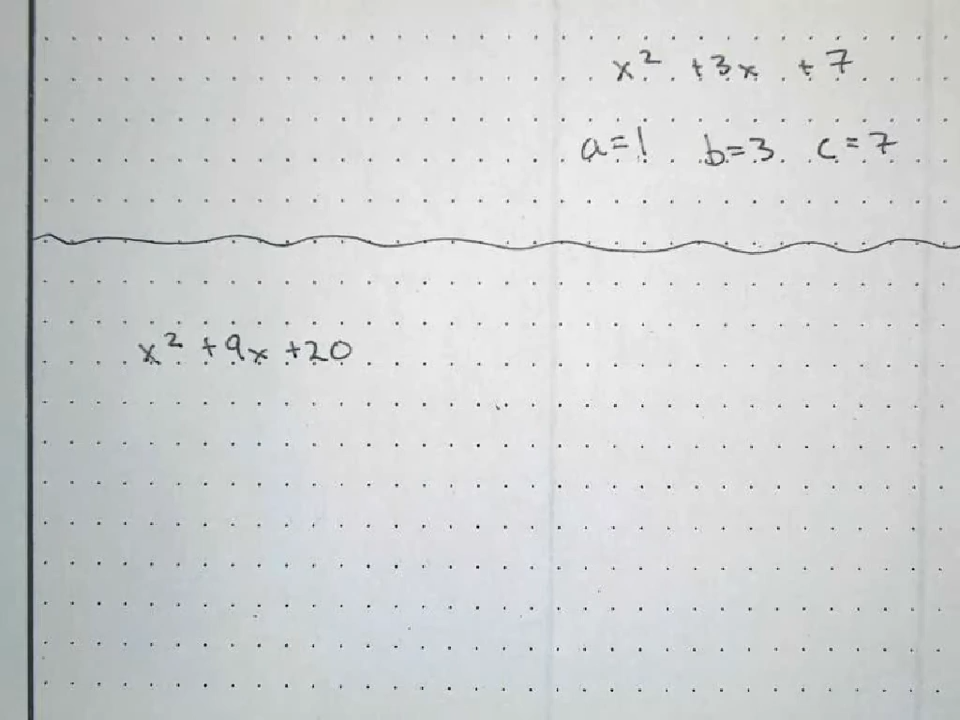 x² +3x +7
a=1 b=3 c=7
x² +9x +20